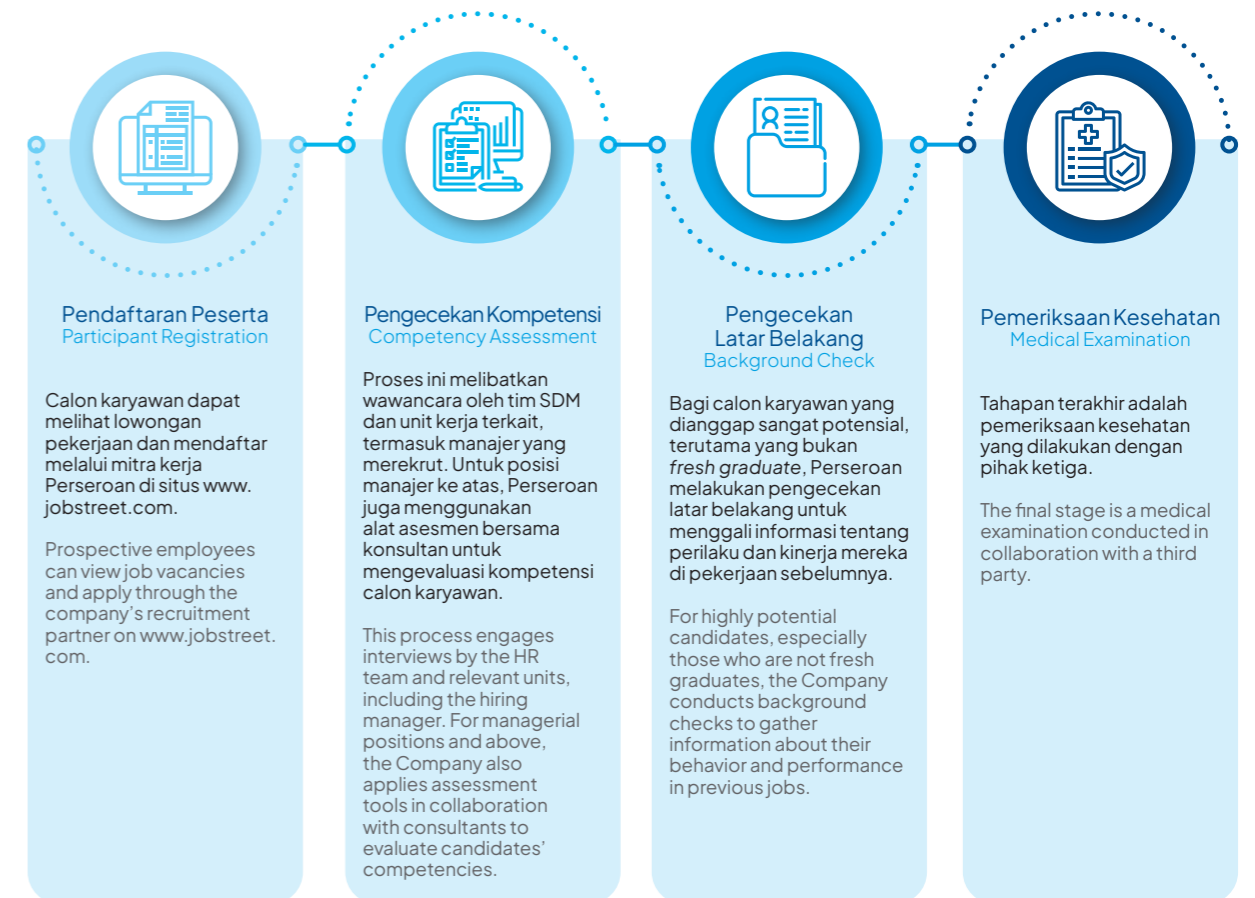 Pendaftaran Peserta
Participant Registration
Calon karyawan dapat
melihat lowongan
pekerjaan dan mendaftar
melalui mitra kerja
Perseroan di situs www.
jobstreet.com.
Prospective employees
can view job vacancies
and apply through the
company's recruitment
partner on www.jobstreet.
com.
Pengecekan Kompetensi
Competency Assessment
Proses ini melibatkan
wawancara oleh tim SDM
dan unit kerja terkait,
termasuk manajer yang
merekrut. Untuk posisi
manajer ke atas, Perseroan
juga menggunakan
alat asesmen bersama
konsultan untuk
mengevaluasi kompetensi
calon karyawan.
This process engages
interviews by the HR
team and relevant units,
including the hiring
manager. For managerial
positions and above,
the Company also
applies assessment
tools in collaboration
with consultants to
evaluate candidates'
competencies.
Pengecekan
Latar Belakang
Background Check
Bagi calon karyawan yang
dianggap sangat potensial,
terutama yang bukan
fresh graduate, Perseroan
melakukan pengecekan
latar belakang untuk
menggali informasi tentang
perilaku dan kinerja mereka
di pekerjaan sebelumnya.
For highly potential
candidates, especially
those who are not fresh
graduates, the Company
conducts background
checks to gather
information about their
behavior and performance
in previous jobs.
Pemeriksaan Kesehatan
Medical Examination
Tahapan terakhir adalah
pemeriksaan kesehatan
yang dilakukan dengan
pihak ketiga.
The final stage is a medical
examination conducted in
collaboration with a third
party.